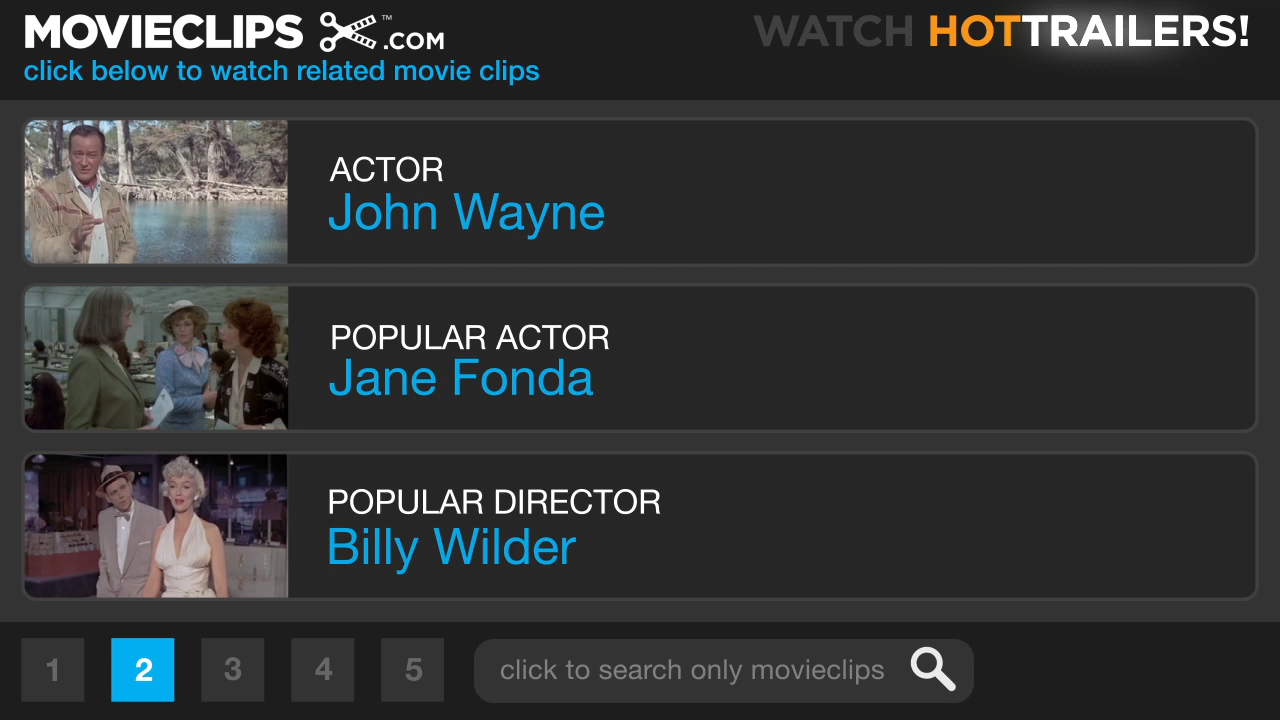 MOVIECLIPS ™ .COM
WATCH HOTTRAILERS!
click below to watch related movie clips
ACTOR
John Wayne
POPULAR ACTOR
Jane Fonda
POPULAR DIRECTOR
Billy Wilder
1 2 3 4 5 click to search only movieclips